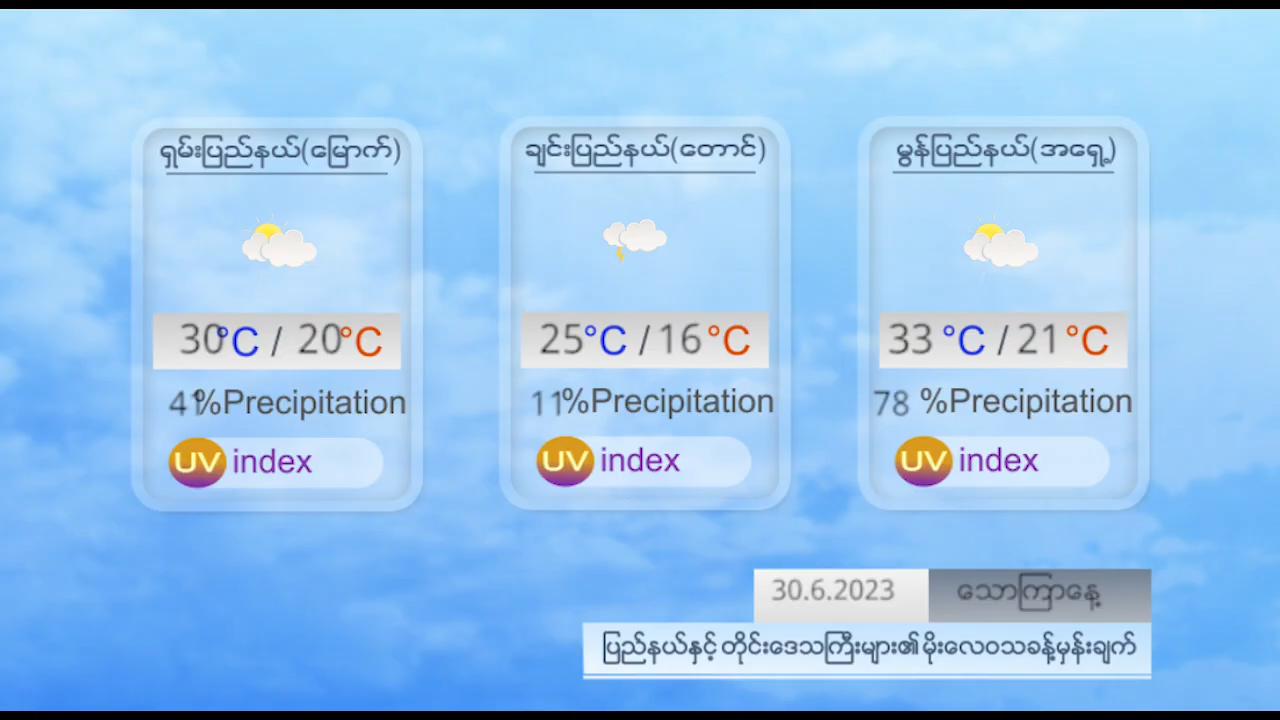 ရှမ်းပြည်နယ်(မြောက်)
30°C / 20°C
41%Precipitation
UV index
ချင်းပြည်နယ်(တောင်)
25°C / 16°C
11%Precipitation
UV index
မွန်ပြည်နယ်(အရှေ့)
33 °C / 21 °C
78 %Precipitation
UV index
30.6.2023 သောကြာနေ့
ပြည်နယ်နှင့် တိုင်းဒေသကြီးများ၏ မိုးလေဝသခန့်မှန်းချက်